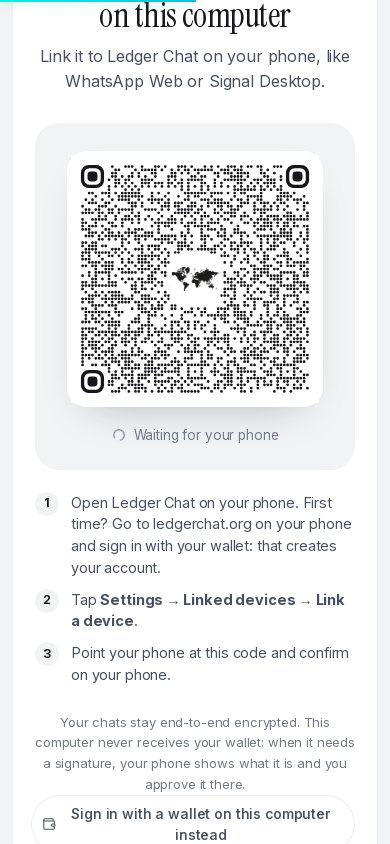 on this computer
Link it to Ledger Chat on your phone, like
WhatsApp Web or Signal Desktop.
Waiting for your phone
1 Open Ledger Chat on your phone. First
time? Go to ledgerchat.org on your phone
and sign in with your wallet: that creates
your account.
2 Tap Settings → Linked devices → Link
a device.
3 Point your phone at this code and confirm
on your phone.
Your chats stay end-to-end encrypted. This
computer never receives your wallet: when it needs
a signature, your phone shows what it is and you
approve it there.
Sign in with a wallet on this computer
instead